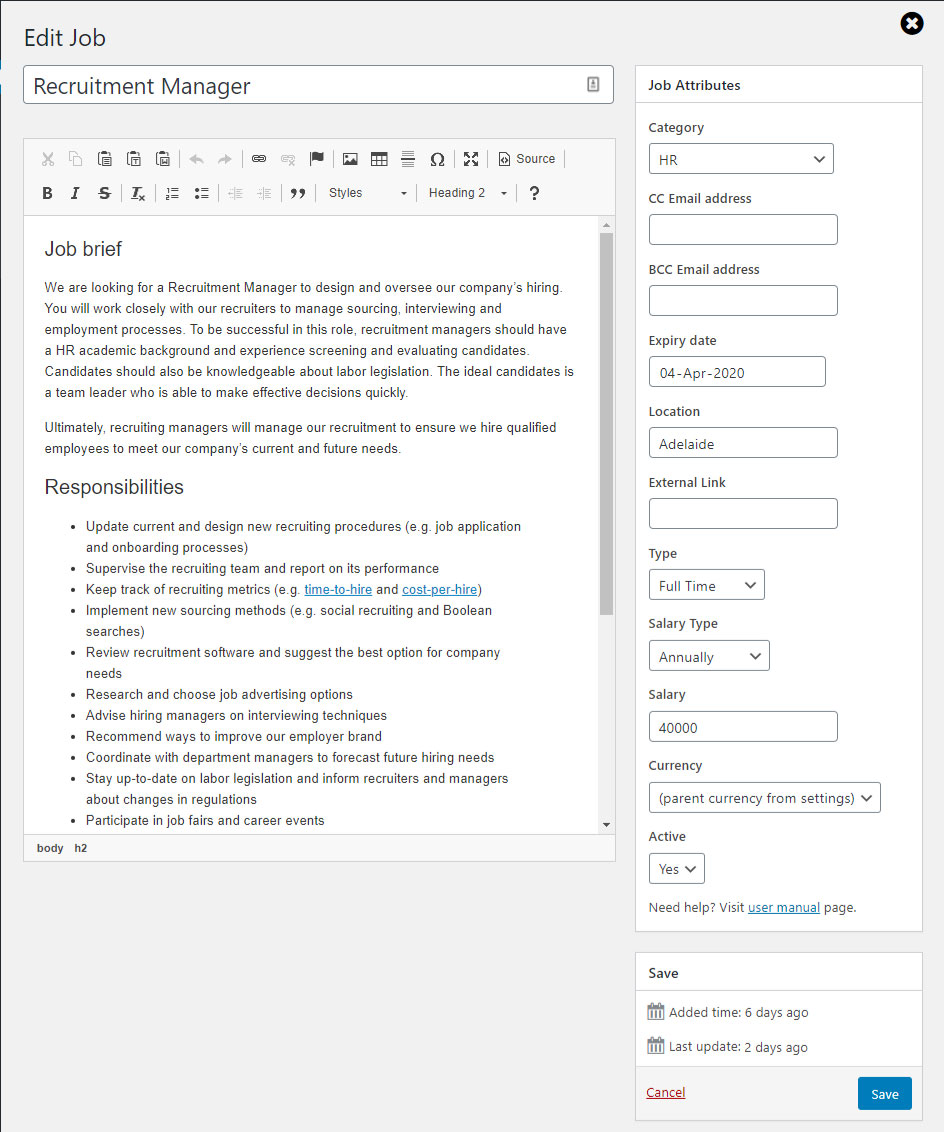 Edit Job
Recruitment Manager
Source
B I S Tx Styles Heading 2 ?
Job brief
We are looking for a Recruitment Manager to design and oversee our company’s hiring.
You will work closely with our recruiters to manage sourcing, interviewing and
employment processes. To be successful in this role, recruitment managers should have
a HR academic background and experience screening and evaluating candidates.
Candidates should also be knowledgeable about labor legislation. The ideal candidates is
a team leader who is able to make effective decisions quickly.
Ultimately, recruiting managers will manage our recruitment to ensure we hire qualified
employees to meet our company’s current and future needs.
Responsibilities
• Update current and design new recruiting procedures (e.g. job application
and onboarding processes)
• Supervise the recruiting team and report on its performance
• Keep track of recruiting metrics (e.g. time-to-hire and cost-per-hire)
• Implement new sourcing methods (e.g. social recruiting and Boolean
searches)
• Review recruitment software and suggest the best option for company
needs
• Research and choose job advertising options
• Advise hiring managers on interviewing techniques
• Recommend ways to improve our employer brand
• Coordinate with department managers to forecast future hiring needs
• Stay up-to-date on labor legislation and inform recruiters and managers
about changes in regulations
• Participate in job fairs and career events
body h2
Job Attributes
Category
HR
CC Email address
BCC Email address
Expiry date
04-Apr-2020
Location
Adelaide
External Link
Type
Full Time
Salary Type
Annually
Salary
40000
Currency
(parent currency from settings)
Active
Yes
Need help? Visit user manual page.
Save
Added time: 6 days ago
Last update: 2 days ago
Cancel
Save